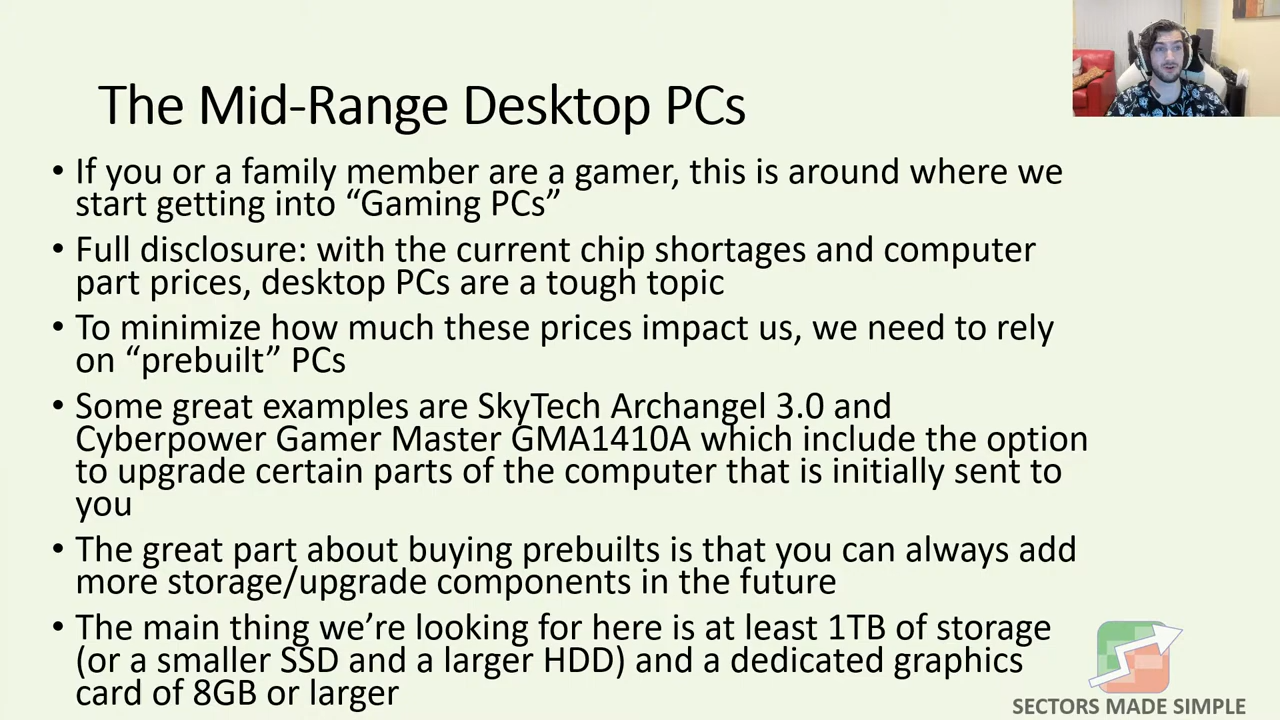 The Mid-Range Desktop PCs
• If you or a family member are a gamer, this is around where we
start getting into “Gaming PCs”
• Full disclosure: with the current chip shortages and computer
part prices, desktop PCs are a tough topic
• To minimize how much these prices impact us, we need to rely
on “prebuilt” PCs
• Some great examples are SkyTech Archangel 3.0 and
Cyberpower Gamer Master GMA1410A which include the option
to upgrade certain parts of the computer that is initially sent to
you
• The great part about buying prebuilts is that you can always add
more storage/upgrade components in the future
• The main thing we’re looking for here is at least 1TB of storage
(or a smaller SSD and a larger HDD) and a dedicated graphics
card of 8GB or larger
SECTORS MADE SIMPLE